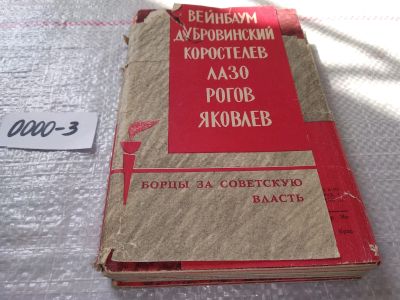 ВЕЙНБАУМ
ДУБРОВИНСКИЙ
КОРОСТЕЛЕВ
ЛАЗО
РОГОВ
ЯКОВЛЕВ
0000-3
БОРЦЫ ЗА СОВЕТСКУЮ
ВЛАСТЬ